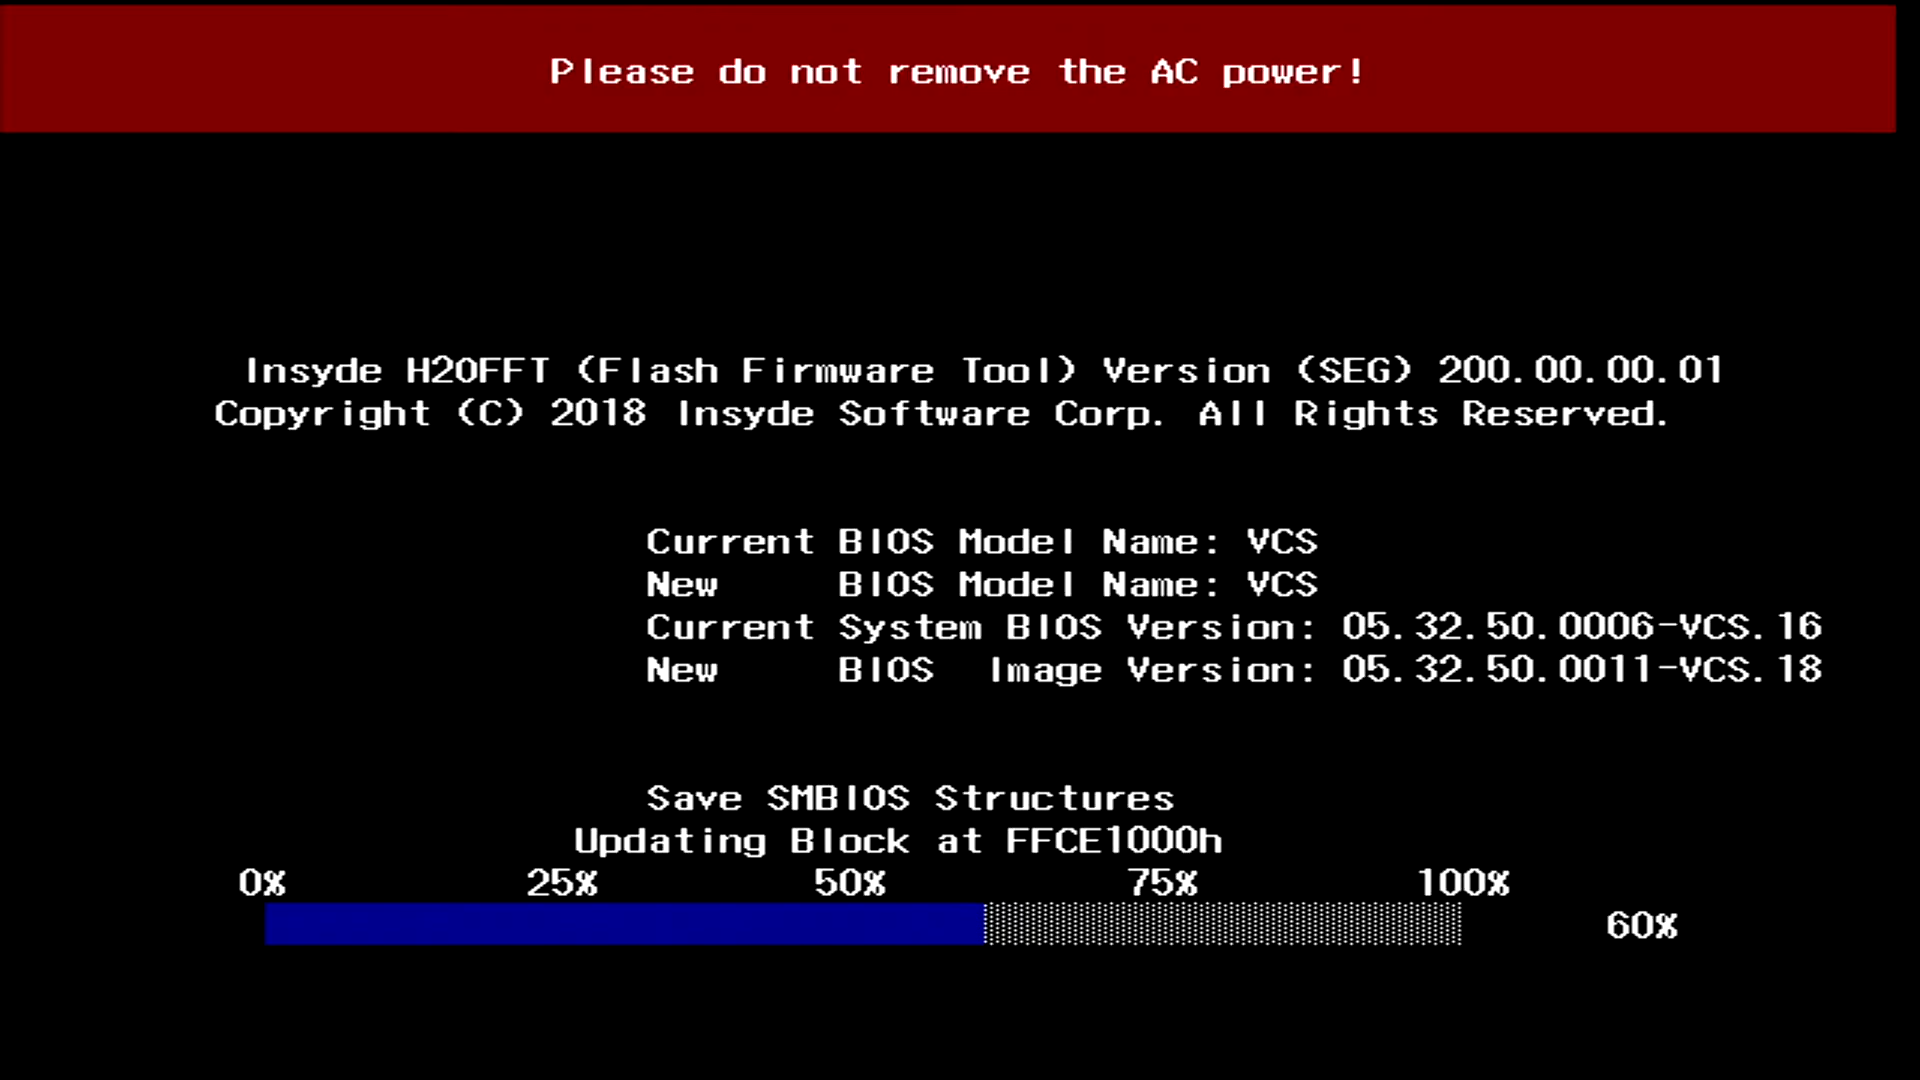 Please do not remove the AC power!
Insyde H2OFFT (Flash Firmware Tool) Version (SEG) 200.00.00.01
Copyright (C) 2018 Insyde Software Corp. All Rights Reserved.
Current BIOS Model Name: VCS
New BIOS Model Name: VCS
Current System BIOS Version: 05.32.50.0006-VCS.16
New BIOS Image Version: 05.32.50.0011-VCS.18
Save SMBIOS Structures
Updating Block at FFCE1000h
0% 25% 50% 75% 100%
60%